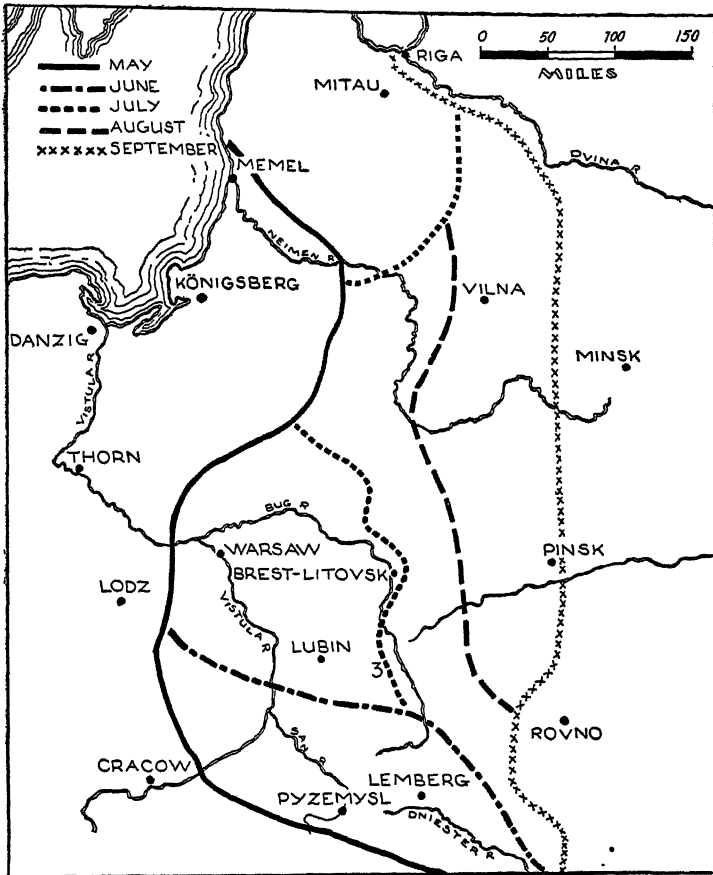 RIGA
0 50 100 150
MILES
MAY
JUNE
JULY
AUGUST
SEPTEMBER
MITAU
DVINA R
MEMEL
NEIMEN R
KÖNIGSBERG
VILNA
DANZIG
MINSK
VISTULA R
THORN
BUG R
WARSAW
PINSK
BREST-LITOVSK
LODZ
VISTULA R
LUBIN
3
ROVNO
SAN R
CRACOW
LEMBERG
PYZEMYSL
DNIESTER R